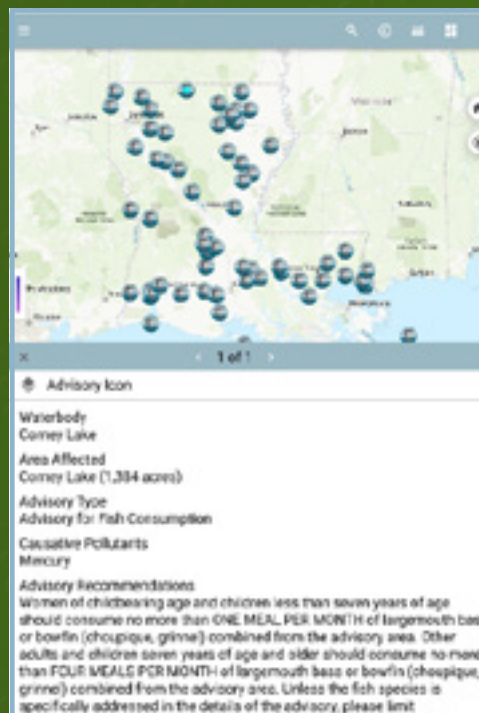 1 of 1
Advisory Icon
Waterbody
Corney Lake
Area Affected
Corney Lake (1,384 acres)
Advisory Type
Advisory for Fish Consumption
Causative Pollutants
Mercury
Advisory Recommendations
Women of childbearing age and children less than seven years of age
should consume no more than ONE MEAL PER MONTH of largemouth bass
or bowfin (choupique, grinnel) combined from the advisory area. Other
adults and children seven years of age and older should consume no more
than FOUR MEALS PER MONTH of largemouth bass or bowfin (choupique,
grinnel) combined from the advisory area. Unless the fish species is
specifically addressed in the details of the advisory, please limit